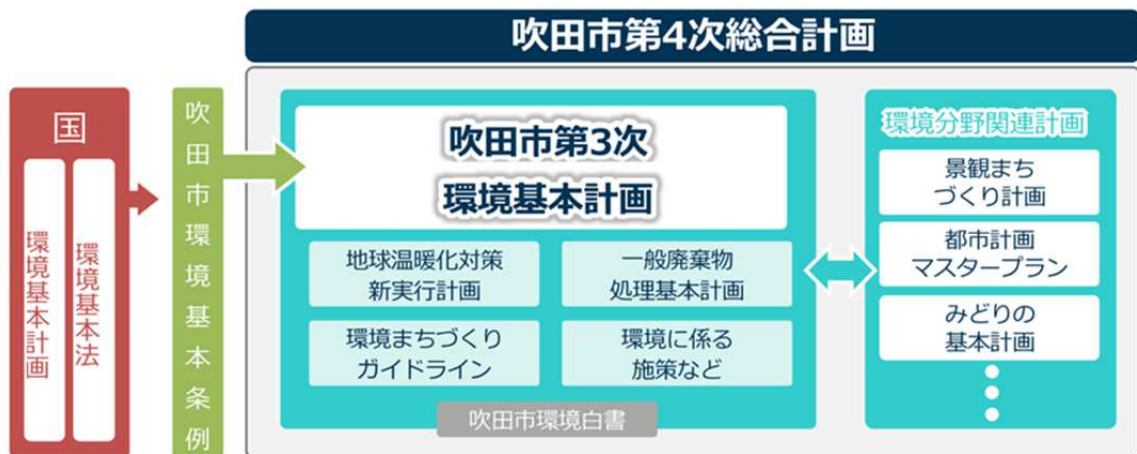 吹田市第4次総合計画
国
環境基本法
環境基本計画
吹田市環境基本条例
吹田市第3次
環境基本計画
地球温暖化対策
新実行計画
一般廃棄物
処理基本計画
環境まちづくり
ガイドライン
環境に係る
施策など
吹田市環境白書
環境分野関連計画
景観まち
づくり計画
都市計画
マスタープラン
みどりの
基本計画